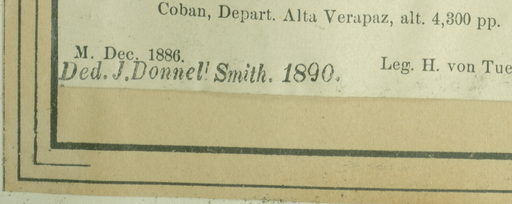 Coban, Depart. Alta Verapaz, alt. 4,300 pp.
M. Dec. 1886. Leg. H. von Tue
Ded. J. Donnell Smith. 1890.